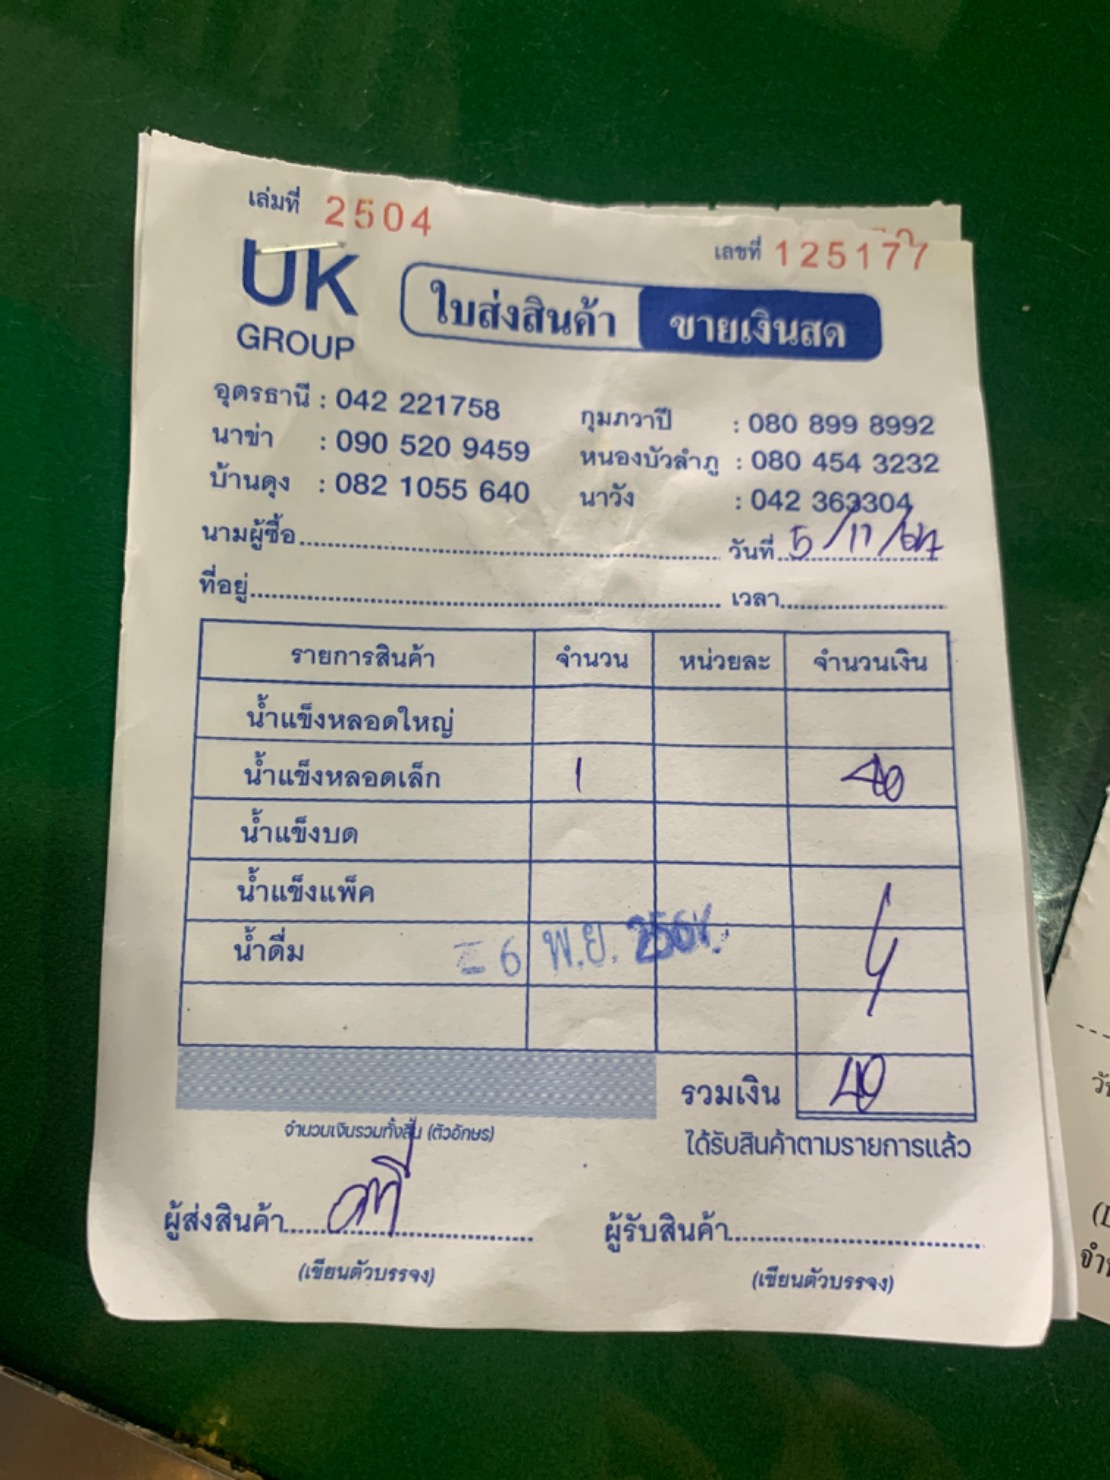 เล่มที่ 2504
เลขที่ 125177
UK
GROUP
ใบส่งสินค้า ขายเงินสด
อุดรธานี : 042 221758 กุมภวาปี : 080 899 8992
นาข่า : 090 520 9459 หนองบัวลำภู : 080 454 3232
บ้านดุง : 082 1055 640 นาวัง : 042 363304
นามผู้ซื้อ วันที่ 5/11/64
ที่อยู่ เวลา
รายการสินค้า จำนวน หน่วยละ จำนวนเงิน
น้ำแข็งหลอดใหญ่
น้ำแข็งหลอดเล็ก 1 40
น้ำแข็งบด
น้ำแข็งแพ็ค
น้ำดื่ม
= 6 พ.ย. 2564
รวมเงิน 40
จำนวนเงินรวมทั้งสิ้น (ตัวอักษร)
ได้รับสินค้าตามรายการแล้ว
ผู้ส่งสินค้า ผู้รับสินค้า
(เขียนตัวบรรจง) (เขียนตัวบรรจง)